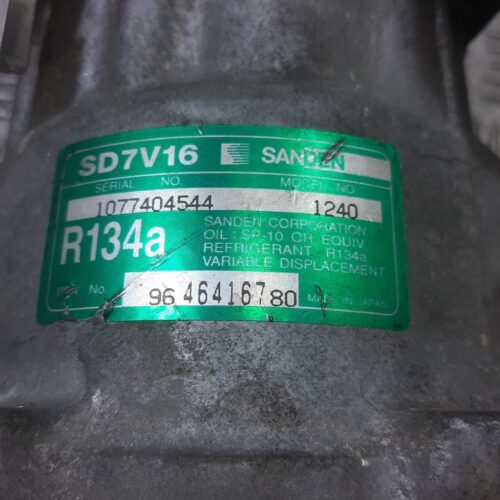 SD7V16 SANDEN
SERIAL NO. MODEL NO
1077404544 1240
R134a
SANDEN CORPORATION
OIL : SP-10 OR EQUIV.
REFRIGERANT R134a
VARIABLE DISPLACEMENT
No. 96 464167 80 MADE IN JAPAN